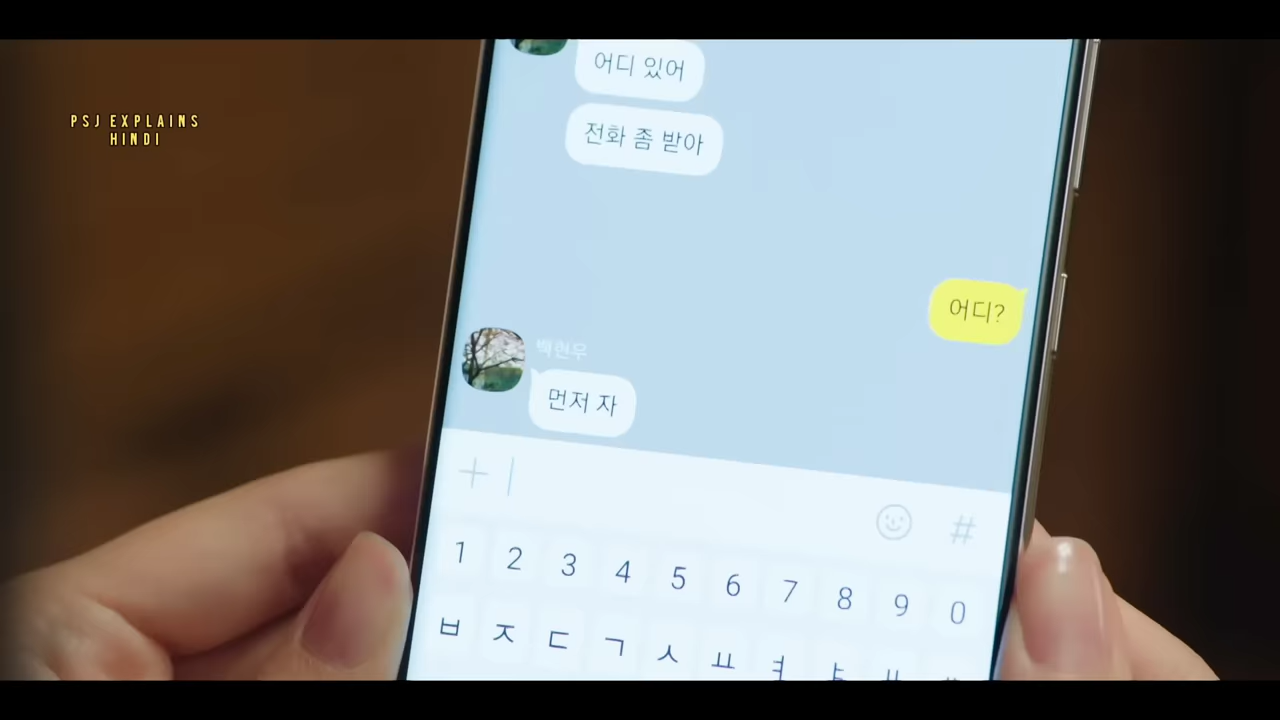 PSJ EXPLAINS
HINDI
어디 있어
전화 좀 받아
어디?
백현우
먼저 자
+
#
1 2 3 4 5 6 7 8 9 0
ㅂ ㅈ ㄷ ㄱ ㅅ ㅛ ㅕ ㅑ